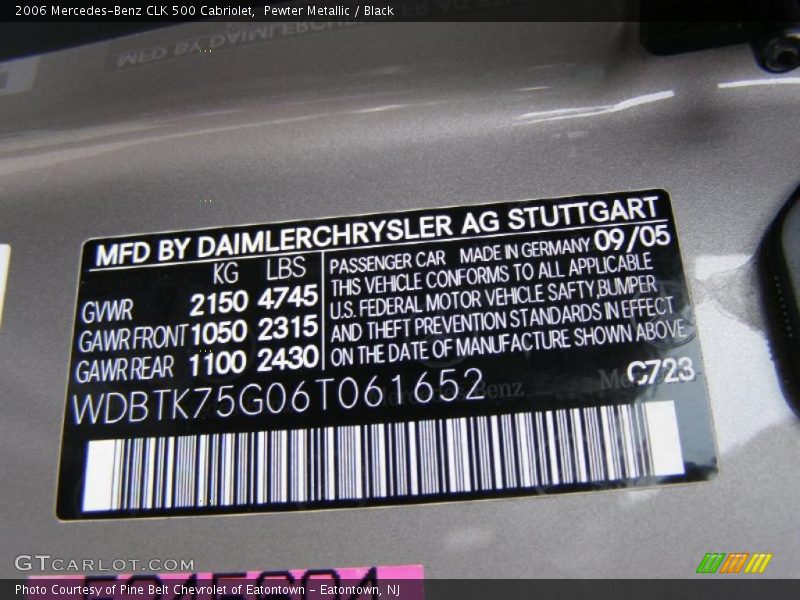 2006 Mercedes-Benz CLK 500 Cabriolet, Pewter Metallic / Black
MFD BY DAIMLERCHRYSLER AG STUTTGART
KG LBS
GVWR 2150 4745
GAWR FRONT 1050 2315
GAWR REAR 1100 2430
PASSENGER CAR MADE IN GERMANY 09/05
THIS VEHICLE CONFORMS TO ALL APPLICABLE
U.S. FEDERAL MOTOR VEHICLE SAFTY,BUMPER
AND THEFT PREVENTION STANDARDS IN EFFECT
ON THE DATE OF MANUFACTURE SHOWN ABOVE
WDBTK75G06T061652
C723
GTCARLOT.COM
Photo Courtesy of Pine Belt Chevrolet of Eatontown - Eatontown, NJ